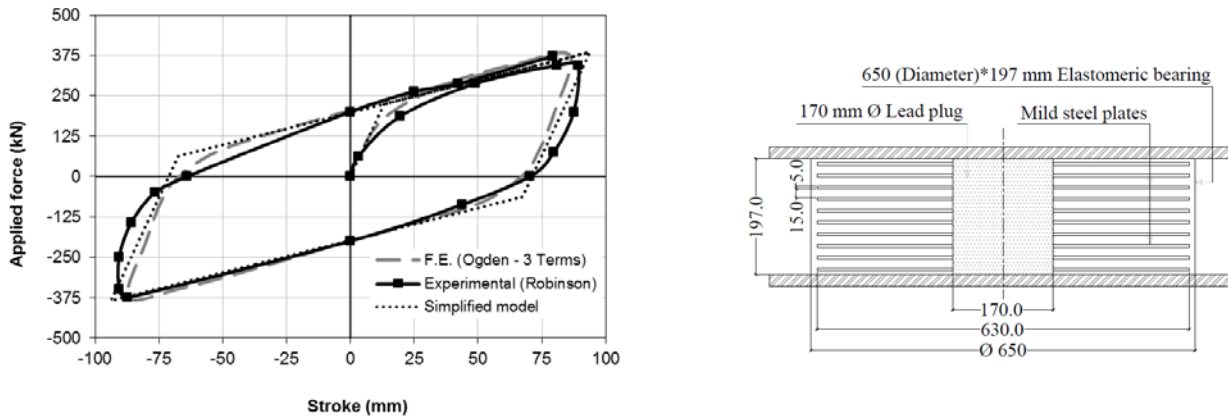 500
375
250
125
0
-125
-250
-375
-500
Applied force (kN)
F.E. (Ogden - 3 Terms)
Experimental (Robinson)
Simplified model
-100 -75 -50 -25 0 25 50 75 100
Stroke (mm)
650 (Diameter)*197 mm Elastomeric bearing
170 mm Ø Lead plug
Mild steel plates
197.0
15.0
5.0
170.0
630.0
Ø 650